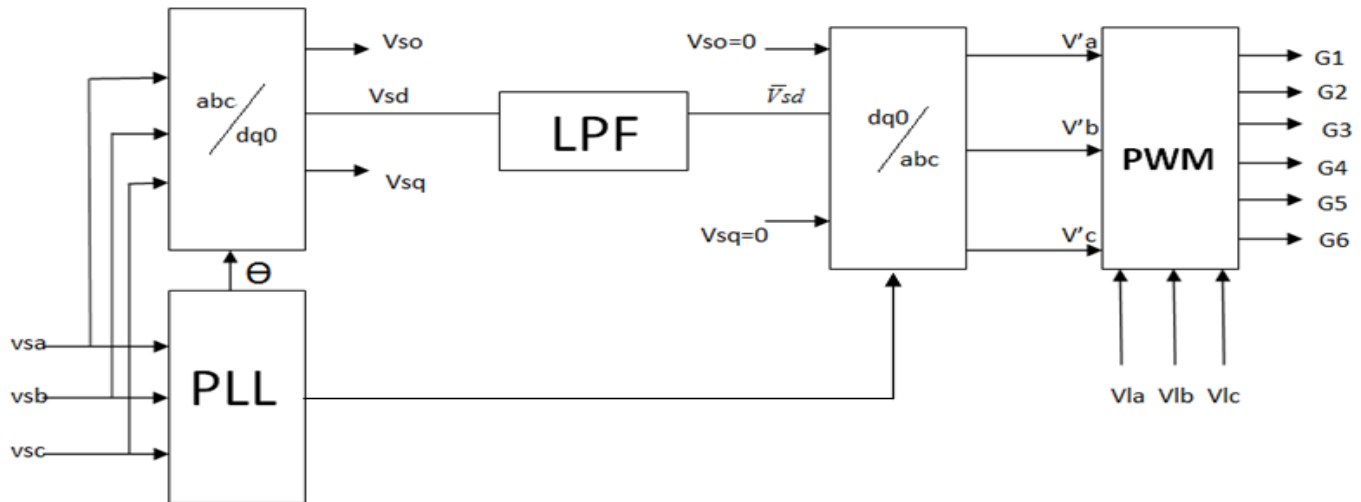 Vso
Vso=0
V'a
G1
abc
dq0
Vsd
LPF
V̅sd
dq0
abc
V'b
PWM
G2
G3
G4
Vsq
Vsq=0
V'c
G5
G6
Θ
vsa
vsb
vsc
PLL
Vla Vlb Vlc